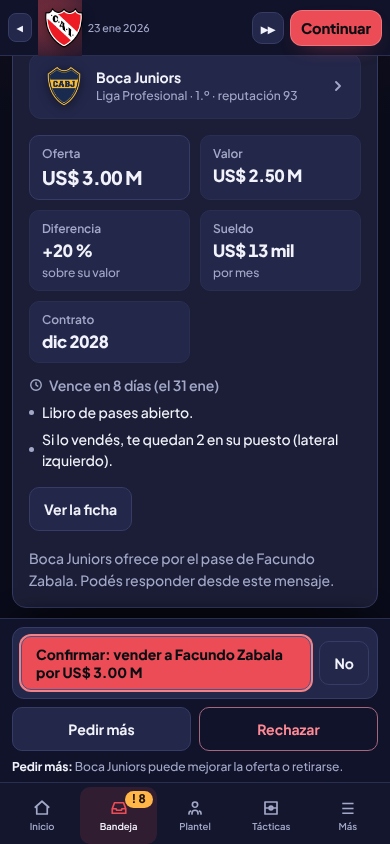 ◂
C.A.I.
23 ene 2026
▸▸
Continuar
CABJ
Boca Juniors
Liga Profesional · 1.º · reputación 93
Oferta
US$ 3.00 M
Valor
US$ 2.50 M
Diferencia
+20 %
sobre su valor
Sueldo
US$ 13 mil
por mes
Contrato
dic 2028
Vence en 8 días (el 31 ene)
• Libro de pases abierto.
• Si lo vendés, te quedan 2 en su puesto (lateral
izquierdo).
Ver la ficha
Boca Juniors ofrece por el pase de Facundo
Zabala. Podés responder desde este mensaje.
Confirmar: vender a Facundo Zabala
por US$ 3.00 M
No
Pedir más
Rechazar
Pedir más: Boca Juniors puede mejorar la oferta o retirarse.
! 8
Inicio
Bandeja
Plantel
Tácticas
Más